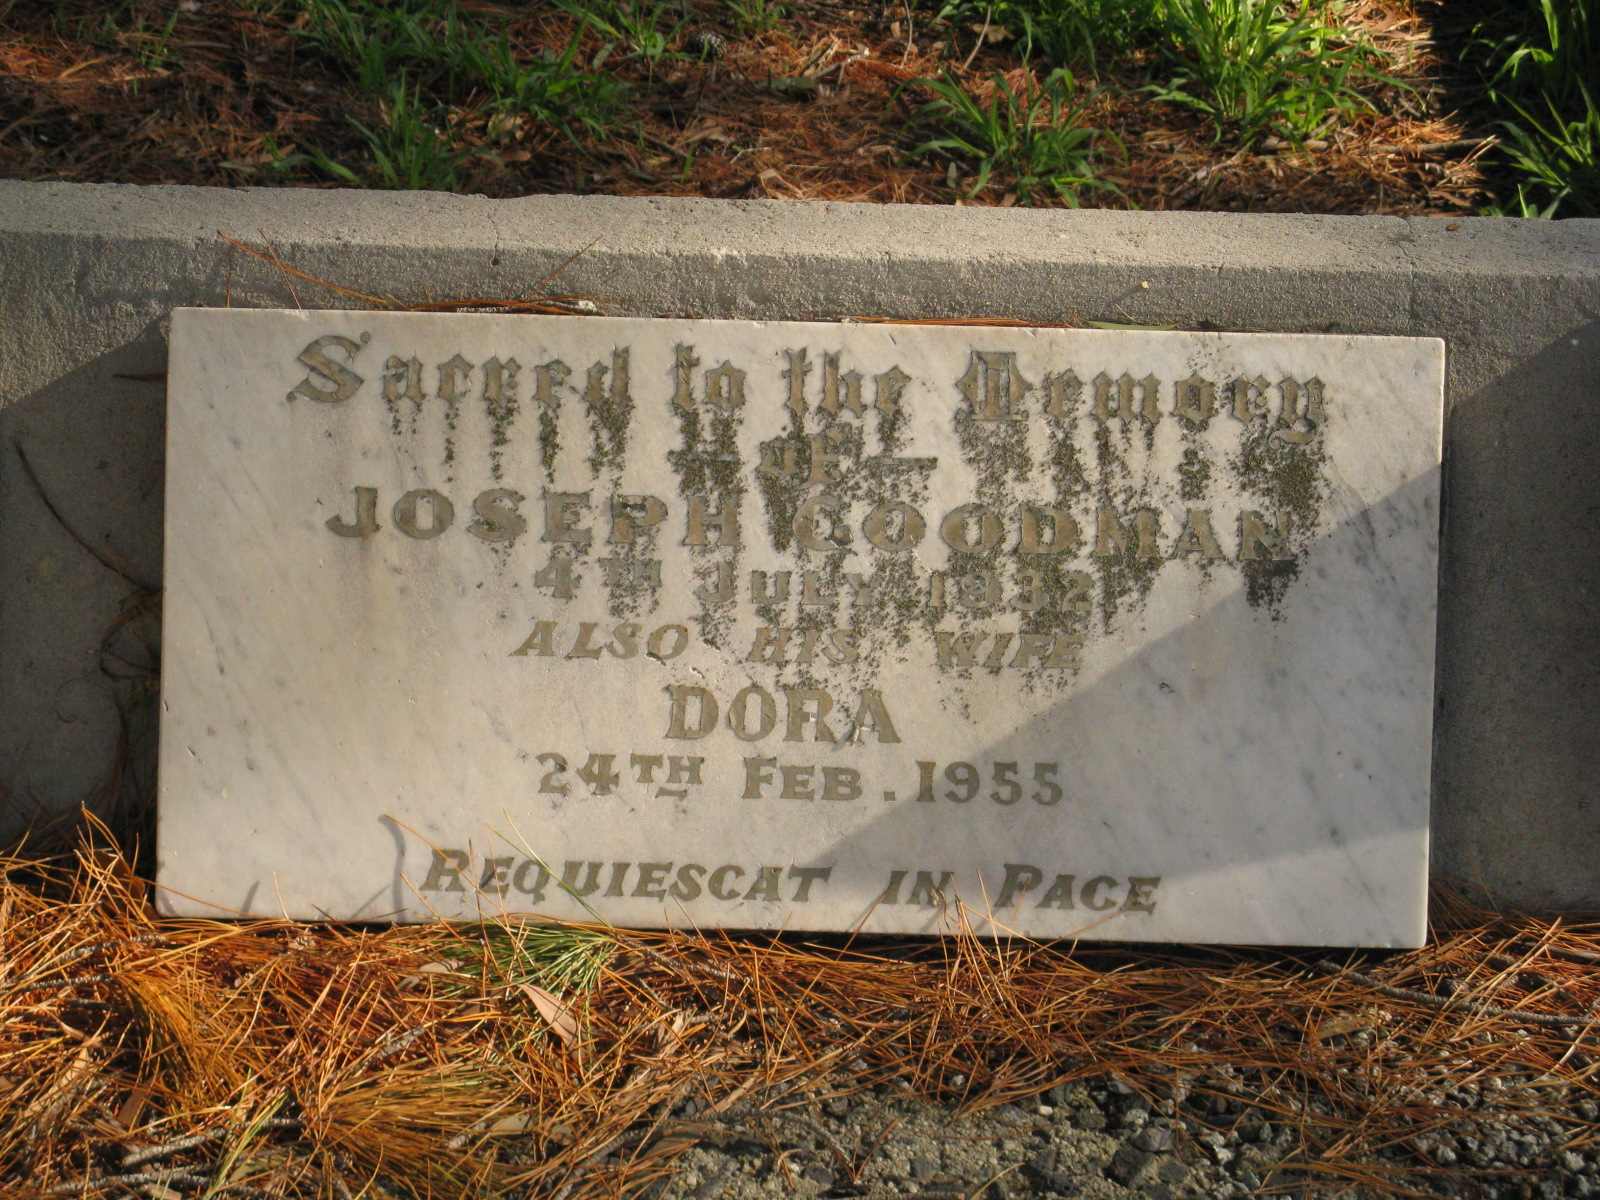 Sacred to the Memory
of
JOSEPH GOODMAN
4TH JULY 1932
ALSO HIS WIFE
DORA
24TH FEB. 1955
REQUIESCAT IN PACE